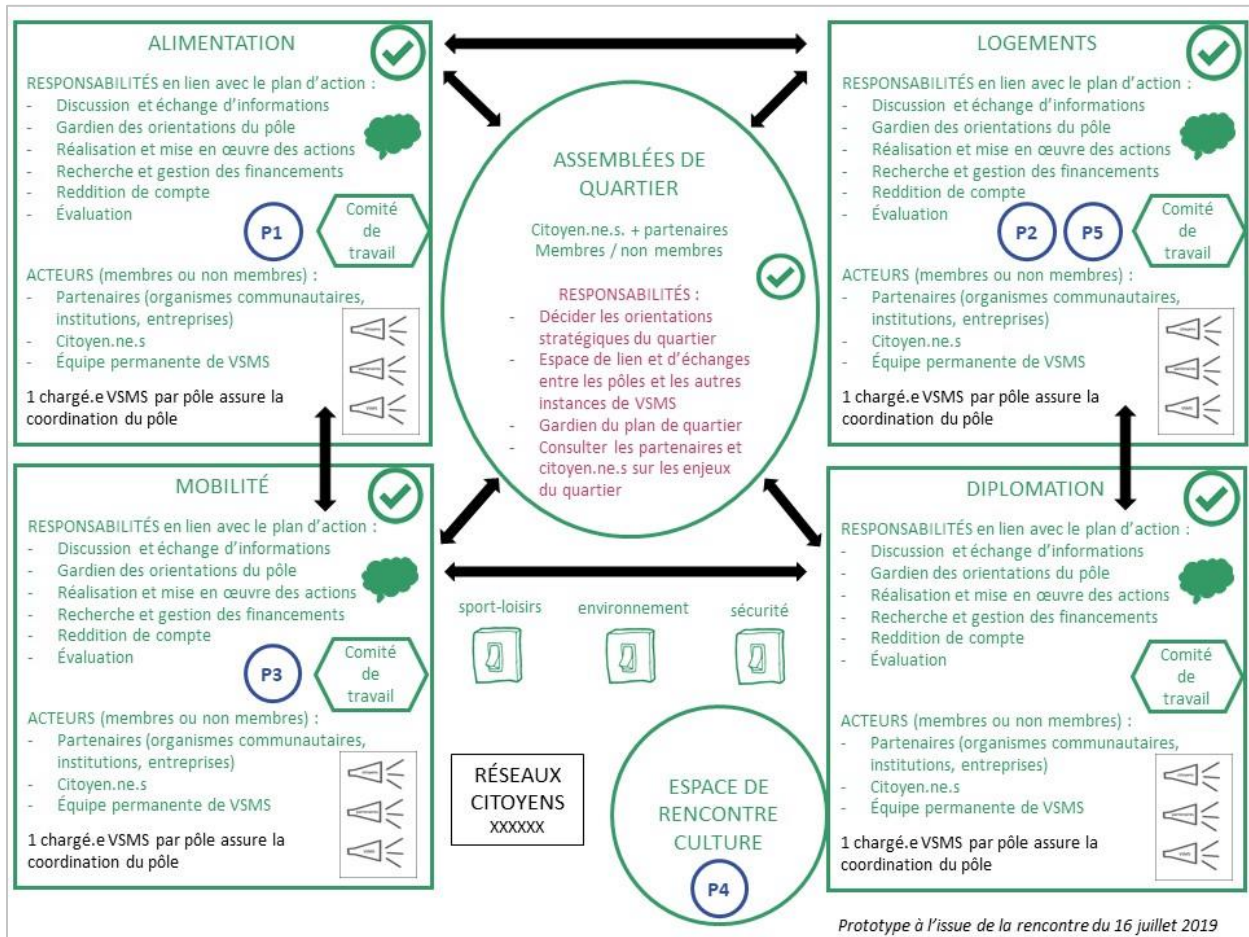 ALIMENTATION
RESPONSABILITÉS en lien avec le plan d'action :
- Discussion et échange d'informations
- Gardien des orientations du pôle
- Réalisation et mise en œuvre des actions
- Recherche et gestion des financements
- Reddition de compte
- Évaluation
P1
Comité
de
travail
ACTEURS (membres ou non membres) :
- Partenaires (organismes communautaires,
institutions, entreprises)
- Citoyen.ne.s
- Équipe permanente de VSMS
1 chargé.e VSMS par pôle assure la
coordination du pôle
ASSEMBLÉES DE
QUARTIER
Citoyen.ne.s. + partenaires
Membres / non membres
RESPONSABILITÉS :
- Décider les orientations
stratégiques du quartier
- Espace de lien et d'échanges
entre les pôles et les autres
instances de VSMS
- Gardien du plan de quartier
- Consulter les partenaires et
citoyen.ne.s sur les enjeux
du quartier
LOGEMENTS
RESPONSABILITÉS en lien avec le plan d'action :
- Discussion et échange d'informations
- Gardien des orientations du pôle
- Réalisation et mise en œuvre des actions
- Recherche et gestion des financements
- Reddition de compte
- Évaluation
P2
P5
Comité
de
travail
ACTEURS (membres ou non membres) :
- Partenaires (organismes communautaires,
institutions, entreprises)
- Citoyen.ne.s
- Équipe permanente de VSMS
1 chargé.e VSMS par pôle assure la
coordination du pôle
MOBILITÉ
RESPONSABILITÉS en lien avec le plan d'action :
- Discussion et échange d'informations
- Gardien des orientations du pôle
- Réalisation et mise en œuvre des actions
- Recherche et gestion des financements
- Reddition de compte
- Évaluation
P3
Comité
de
travail
ACTEURS (membres ou non membres) :
- Partenaires (organismes communautaires,
institutions, entreprises)
- Citoyen.ne.s
- Équipe permanente de VSMS
1 chargé.e VSMS par pôle assure la
coordination du pôle
sport-loisirs
environnement
sécurité
RÉSEAUX
CITOYENS
XXXXXX
ESPACE DE
RENCONTRE
CULTURE
P4
DIPLOMATION
RESPONSABILITÉS en lien avec le plan d'action :
- Discussion et échange d'informations
- Gardien des orientations du pôle
- Réalisation et mise en œuvre des actions
- Recherche et gestion des financements
- Reddition de compte
- Évaluation
Comité
de
travail
ACTEURS (membres ou non membres) :
- Partenaires (organismes communautaires,
institutions, entreprises)
- Citoyen.ne.s
- Équipe permanente de VSMS
1 chargé.e VSMS par pôle assure la
coordination du pôle
Prototype à l'issue de la rencontre du 16 juillet 2019